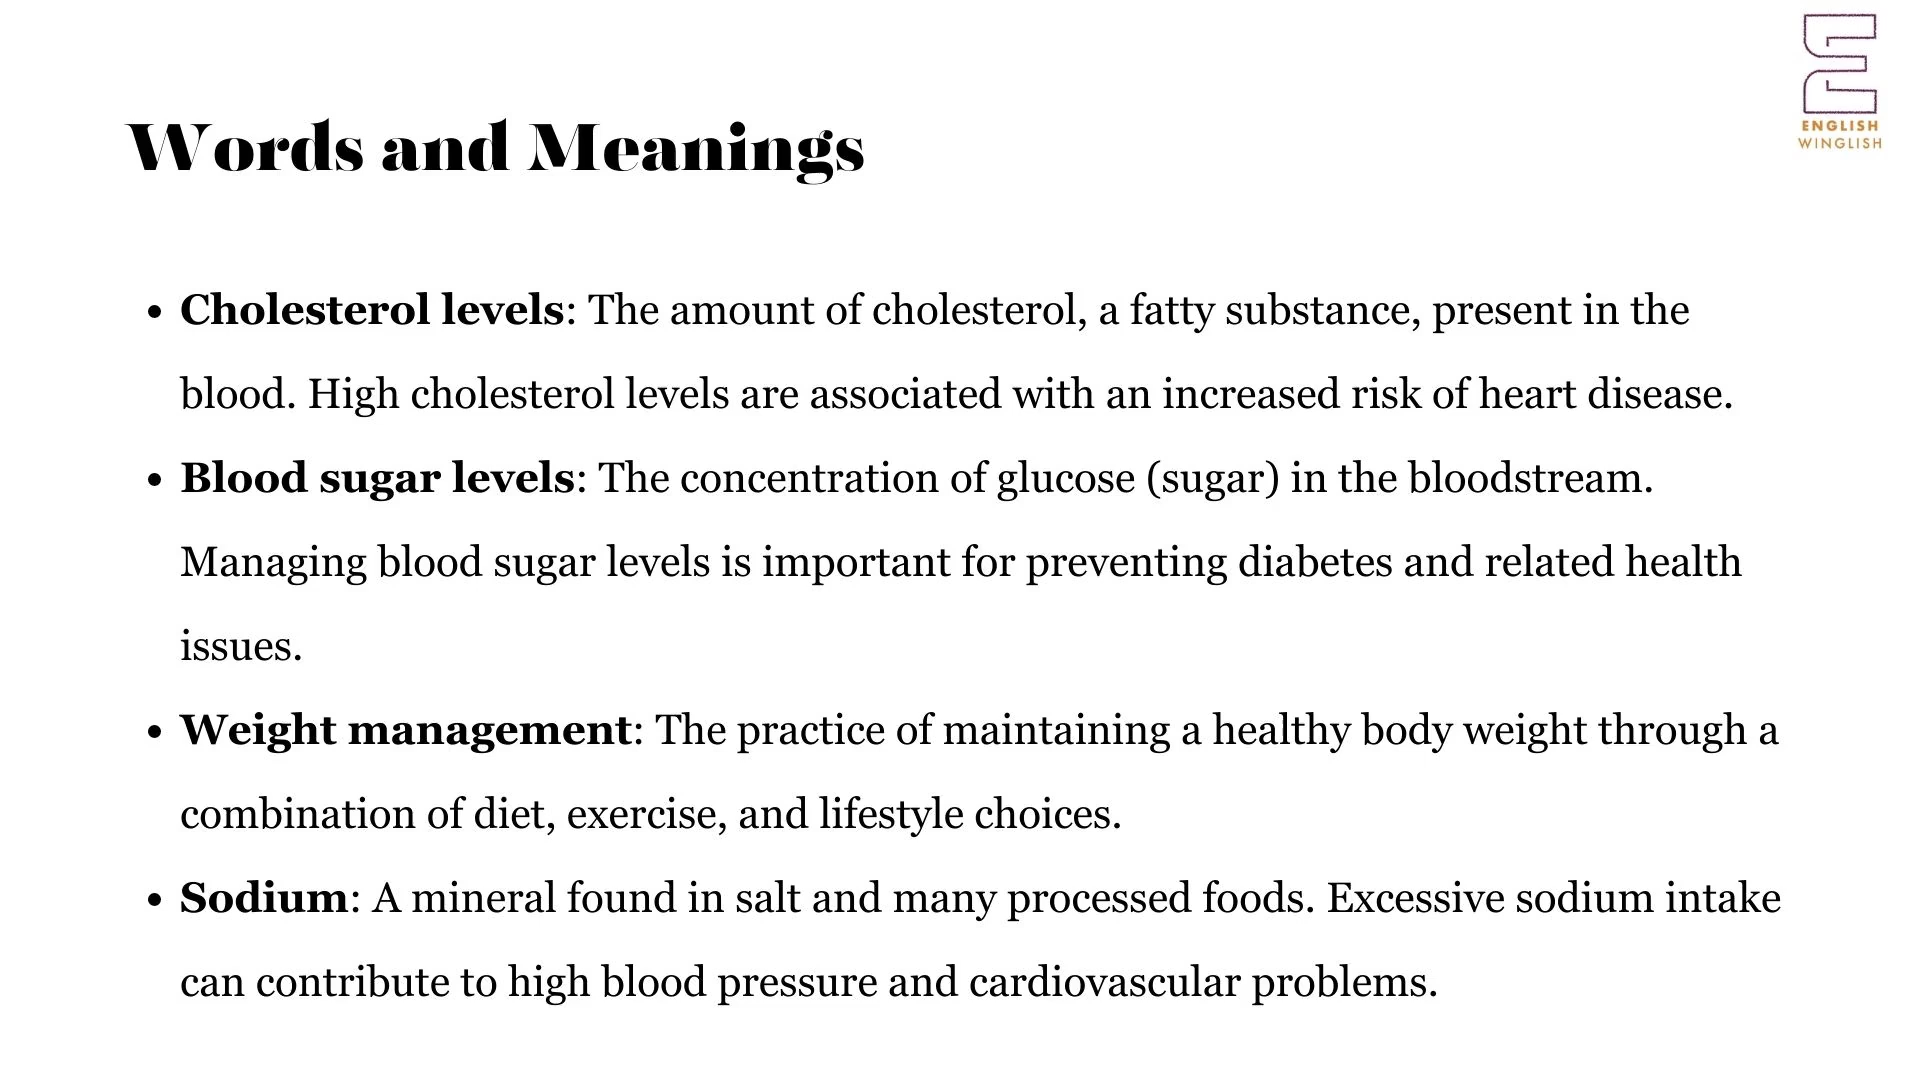 ENGLISH
WINGLISH
Words and Meanings
• Cholesterol levels: The amount of cholesterol, a fatty substance, present in the
blood. High cholesterol levels are associated with an increased risk of heart disease.
• Blood sugar levels: The concentration of glucose (sugar) in the bloodstream.
Managing blood sugar levels is important for preventing diabetes and related health
issues.
• Weight management: The practice of maintaining a healthy body weight through a
combination of diet, exercise, and lifestyle choices.
• Sodium: A mineral found in salt and many processed foods. Excessive sodium intake
can contribute to high blood pressure and cardiovascular problems.